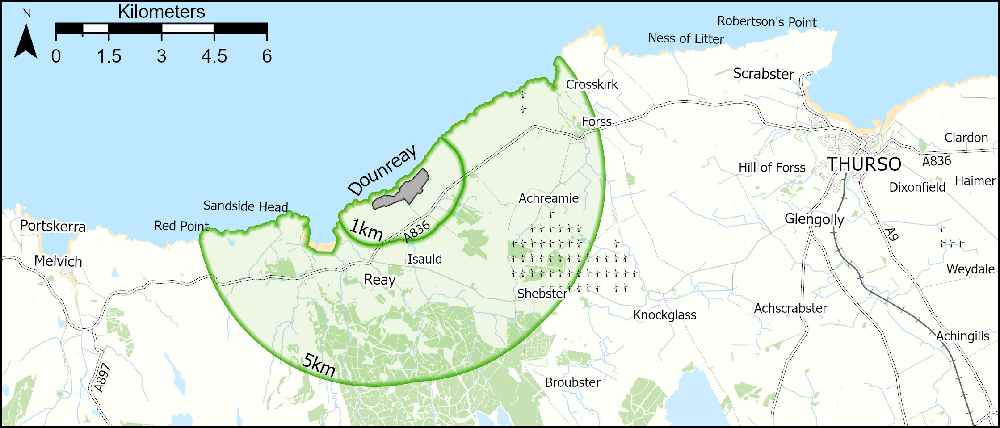 N
Kilometers
0 1.5 3 4.5 6
Robertson's Point
Ness of Litter
Scrabster
Crosskirk
Forss
Clardon
Dounreay
A836
THURSO
Hill of Forss
Haimer
Dixonfield
Achreamie
Sandside Head
Red Point
Portskerra
Glengolly
1km
A836
A9
Isauld
Melvich
Weydale
Reay
Shebster
Achscrabster
Knockglass
Achingills
5km
A897
Broubster